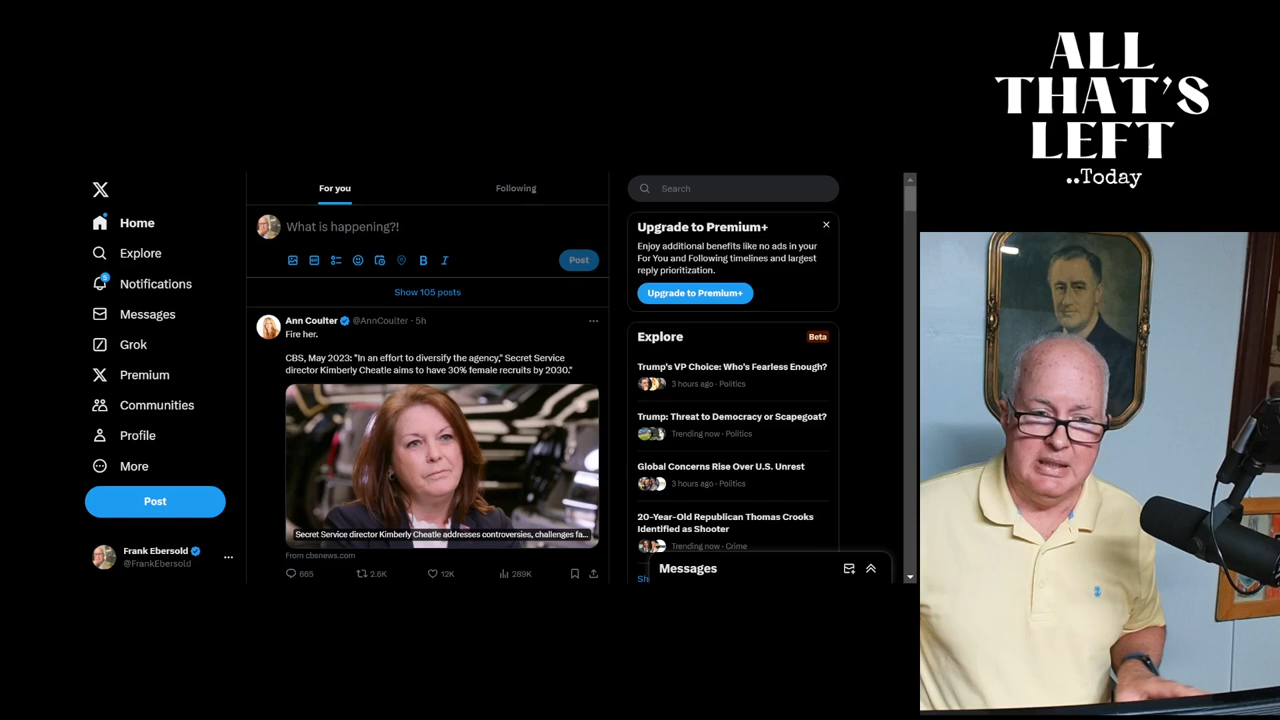 ALL
THAT'S
LEFT
..Today
For you
Following
What is happening?!
Post
Show 105 posts
Home
Explore
Notifications
5
Messages
Grok
Premium
Communities
Profile
More
Post
Frank Ebersold
@FrankEbersold
Ann Coulter @AnnCoulter · 5h
Fire her.
CBS, May 2023: "In an effort to diversify the agency," Secret Service
director Kimberly Cheatle aims to have 30% female recruits by 2030."
Secret Service director Kimberly Cheatle addresses controversies, challenges fa...
From cbsnews.com
665
2.6K
12K
289K
Search
Upgrade to Premium+
Enjoy additional benefits like no ads in your
For You and Following timelines and largest
reply prioritization.
Upgrade to Premium+
Explore
Beta
Trump's VP Choice: Who's Fearless Enough?
3 hours ago · Politics
Trump: Threat to Democracy or Scapegoat?
Trending now · Politics
Global Concerns Rise Over U.S. Unrest
3 hours ago · Politics
20-Year-Old Republican Thomas Crooks
Identified as Shooter
Trending now · Crime
Sh
Messages